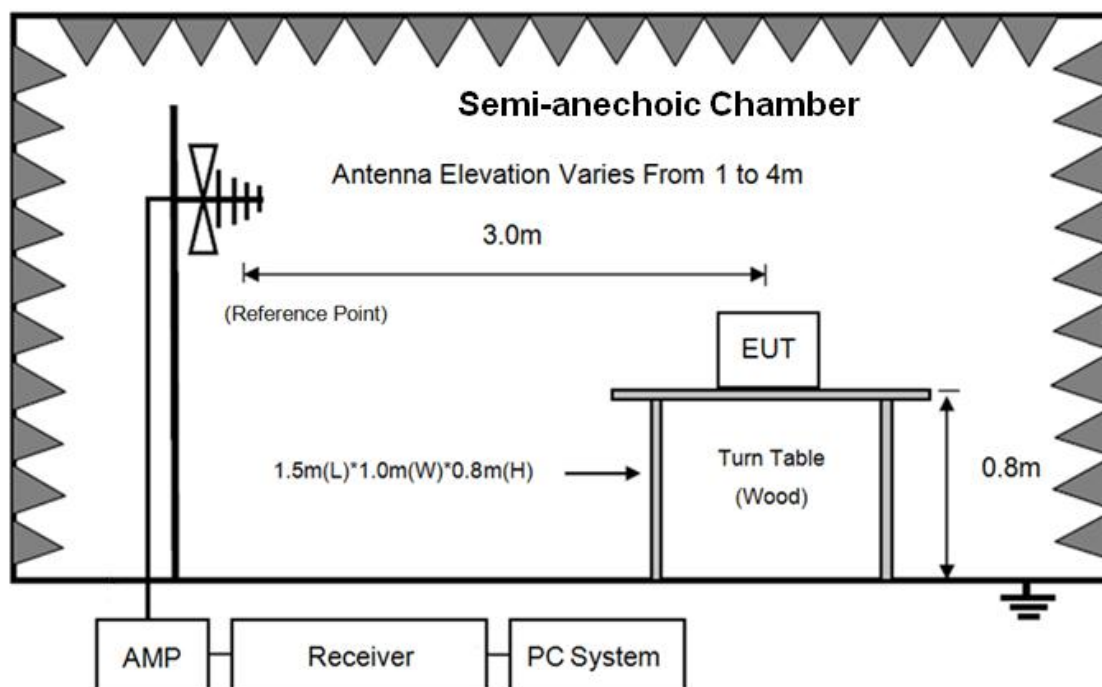 Semi-anechoic Chamber
Antenna Elevation Varies From 1 to 4m
3.0m
(Reference Point)
EUT
1.5m(L)*1.0m(W)*0.8m(H)
Turn Table
(Wood)
0.8m
AMP
Receiver
PC System